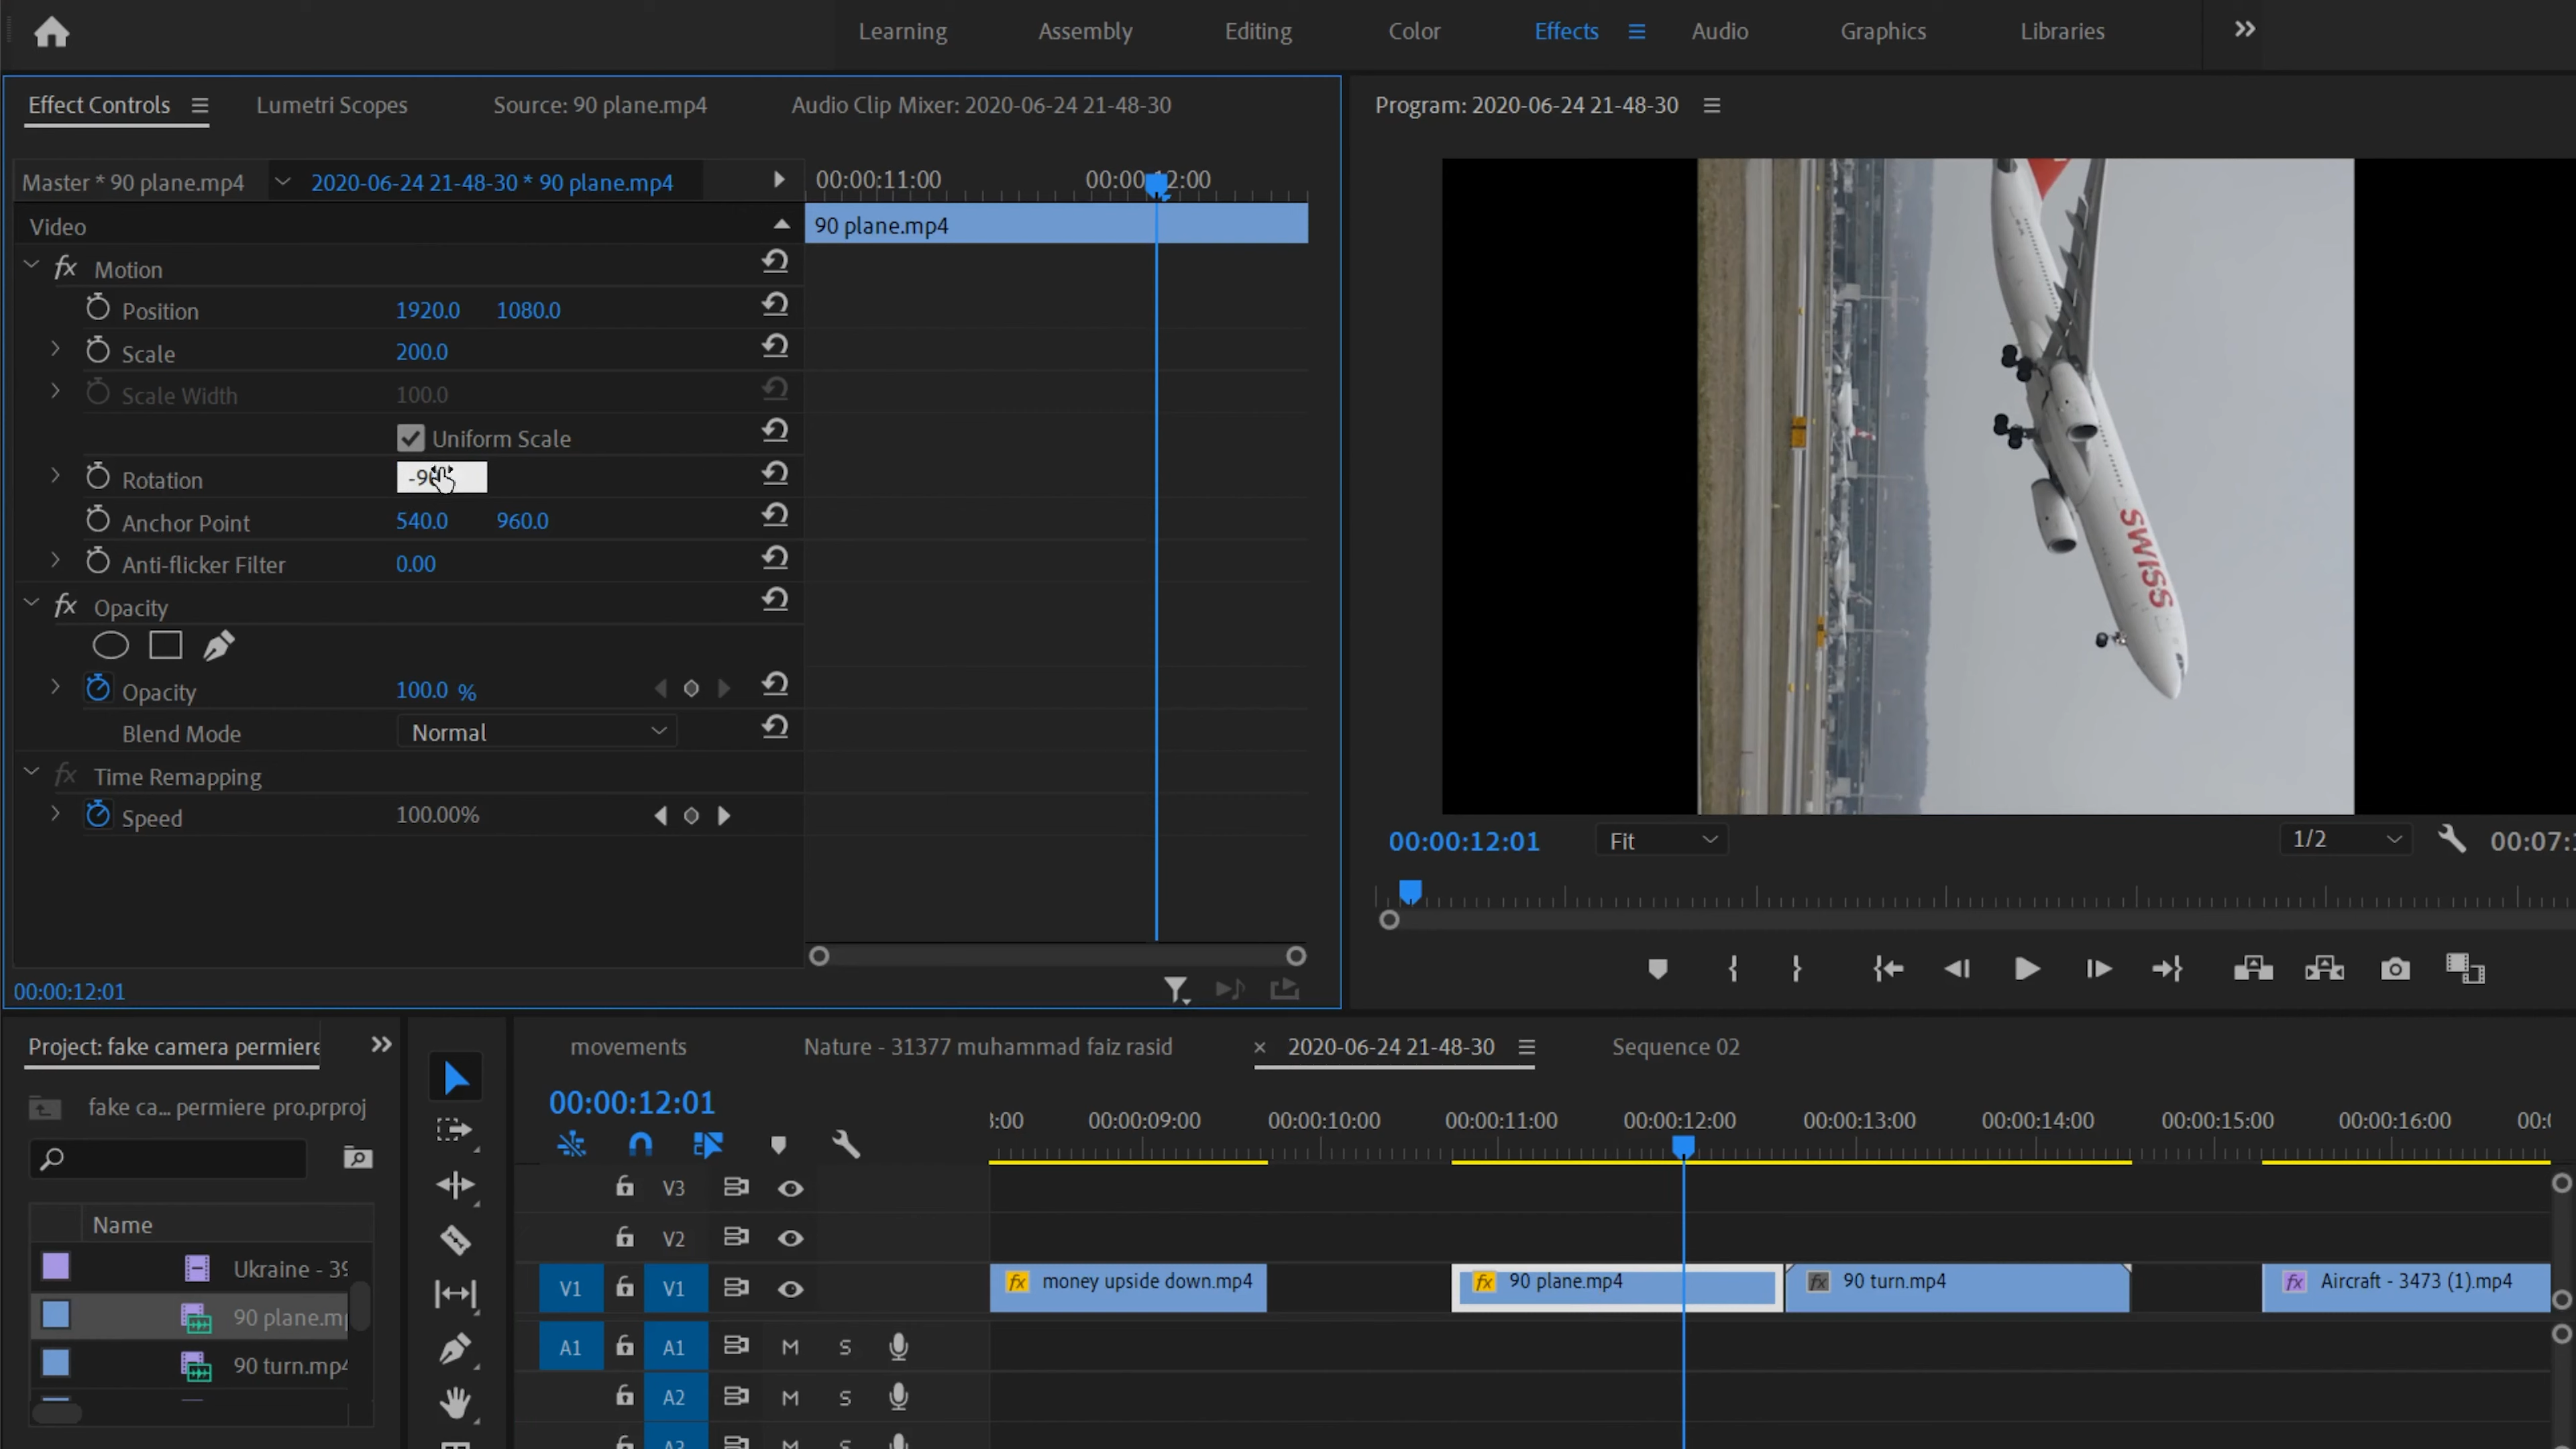 Learning Assembly Editing Color Effects Audio Graphics Libraries
Effect Controls Lumetri Scopes Source: 90 plane.mp4 Audio Clip Mixer: 2020-06-24 21-48-30
Program: 2020-06-24 21-48-30
Master * 90 plane.mp4 2020-06-24 21-48-30 * 90 plane.mp4
00:00:11:00 00:00:12:00
Video
90 plane.mp4
fx Motion
Position 1920.0 1080.0
Scale 200.0
Scale Width 100.0
Uniform Scale
Rotation -90
Anchor Point 540.0 960.0
Anti-flicker Filter 0.00
fx Opacity
Opacity 100.0 %
Blend Mode Normal
fx Time Remapping
Speed 100.00%
00:00:12:01
SWISS
00:00:12:01 Fit 1/2 00:07:
Project: fake camera permiere
fake ca... permiere pro.prproj
Name
Ukraine - 39
90 plane.mp
90 turn.mp4
movements Nature - 31377 muhammad faiz rasid × 2020-06-24 21-48-30 Sequence 02
00:00:12:01
:00 00:00:09:00 00:00:10:00 00:00:11:00 00:00:12:00 00:00:13:00 00:00:14:00 00:00:15:00 00:00:16:00 00:0
V3
V2
V1 V1
fx money upside down.mp4 fx 90 plane.mp4 fx 90 turn.mp4 fx Aircraft - 3473 (1).mp4
A1 A1 M S
A2 M S
A3 M S